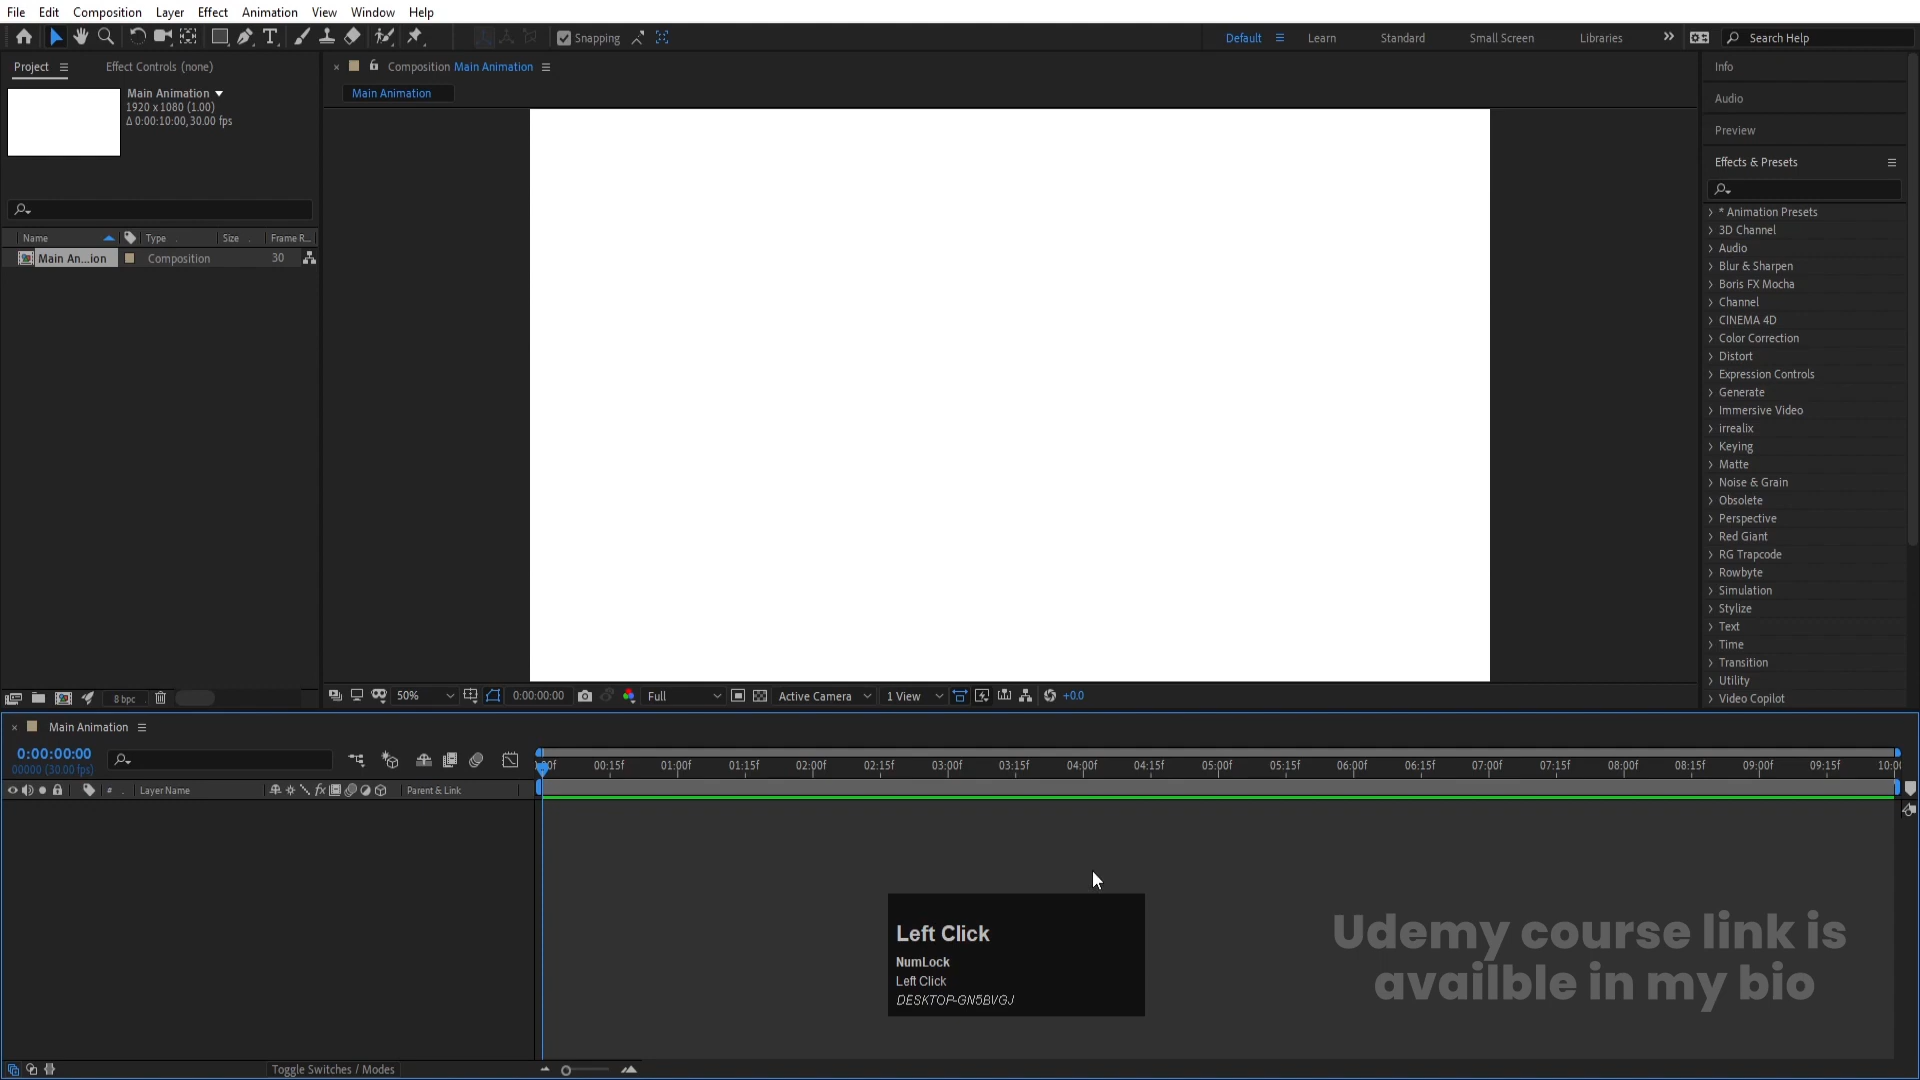 File Edit Composition Layer Effect Animation View Window Help
Snapping
Default Learn Standard Small Screen Libraries
Search Help
Project
Effect Controls (none)
Main Animation
1920 x 1080 (1.00)
Δ 0:00:10:00, 30.00 fps
Name Type Size Frame R...
Main An...ion Composition 30
8 bpc
Composition Main Animation
Main Animation
50%
0:00:00:00
Full
Active Camera
1 View
+0.0
Info
Audio
Preview
Effects & Presets
* Animation Presets
3D Channel
Audio
Blur & Sharpen
Boris FX Mocha
Channel
CINEMA 4D
Color Correction
Distort
Expression Controls
Generate
Immersive Video
irrealix
Keying
Matte
Noise & Grain
Obsolete
Perspective
Red Giant
RG Trapcode
Rowbyte
Simulation
Stylize
Text
Time
Transition
Utility
Video Copilot
Main Animation
0:00:00:00
00000 (30.00 fps)
# Layer Name fx Parent & Link
00:15f 01:00f 01:15f 02:00f 02:15f 03:00f 03:15f 04:00f 04:15f 05:00f 05:15f 06:00f 06:15f 07:00f 07:15f 08:00f 08:15f 09:00f 09:15f 10:0
Left Click
NumLock
Left Click
DESKTOP-GN5BVGJ
Udemy course link is
availble in my bio
Toggle Switches / Modes